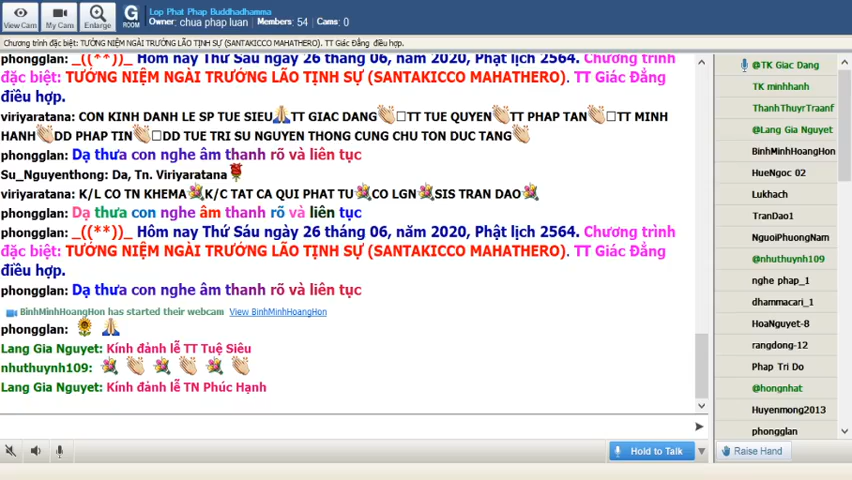 View Cam
My Cam
Enlarge
G ROOM
Lop Phat Phap Buddhadhamma
Owner: chua phap luan Members: 54 Cams: 0
Chương trình đặc biệt: TƯỞNG NIỆM NGÀI TRƯỞNG LÃO TỊNH SỰ (SANTAKICCO MAHATHERO). TT Giác Đẳng điều hợp.
phongglan: _((**))_ Hôm nay Thứ Sáu ngày 26 tháng 06, năm 2020, Phật lịch 2564. Chương trình
đặc biệt: TƯỞNG NIỆM NGÀI TRƯỞNG LÃO TỊNH SỰ (SANTAKICCO MAHATHERO). TT Giác Đẳng
điều hợp.
viriyaratana: CON KINH DANH LE SP TUE SIEU🙏TT GIAC DANG👏□TT TUE QUYEN👏TT PHAP TAN👏□TT MINH
HANH👏DD PHAP TIN👏□DD TUE TRI SU NGUYEN THONG CUNG CHU TON DUC TANG👏
phongglan: Dạ thưa con nghe âm thanh rõ và liên tục
Su_Nguyenthong: Da, Tn. Viriyaratana🌹
viriyaratana: K/L CO TN KHEMA💐K/C TAT CA QUI PHAT TU💐CO LGN💐SIS TRAN DAO💐
phongglan: Dạ thưa con nghe âm thanh rõ và liên tục
phongglan: _((**))_ Hôm nay Thứ Sáu ngày 26 tháng 06, năm 2020, Phật lịch 2564. Chương trình
đặc biệt: TƯỞNG NIỆM NGÀI TRƯỞNG LÃO TỊNH SỰ (SANTAKICCO MAHATHERO). TT Giác Đẳng
điều hợp.
phongglan: Dạ thưa con nghe âm thanh rõ và liên tục
BinhMinhHoangHon has started their webcam View BinhMinhHoangHon
phongglan: 🌻 🙏
Lang Gia Nguyet: Kính đảnh lễ TT Tuệ Siêu
nhuthuynh109: 💐 👏 💐 👏 💐 👏
Lang Gia Nguyet: Kính đảnh lễ TN Phúc Hạnh
Hold to Talk
Raise Hand
@TK Giac Dang
TK minhhanh
ThanhThuyrTraanf
@Lang Gia Nguyet
BinhMinhHoangHon
HueNgoc 02
Lukhach
TranDao1
NguoiPhuongNam
@nhuthuynh109
nghe phap_1
dhammacari_1
HoaNguyet-8
rangdong-12
Phap Tri Do
@hongnhat
Huyenmong2013
phongglan